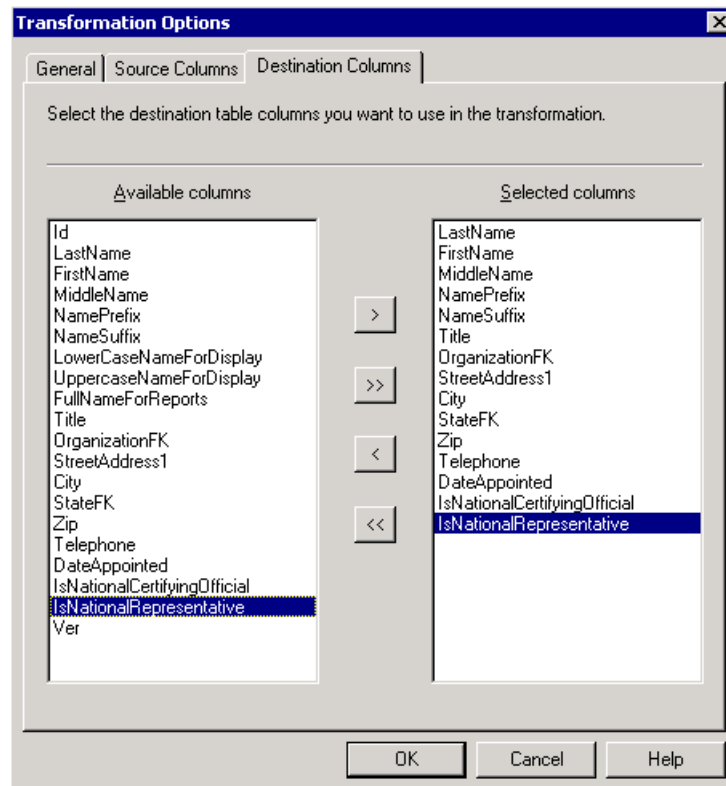 Transformation Options
General
Source Columns
Destination Columns
Select the destination table columns you want to use in the transformation.
Available columns
Id
LastName
FirstName
MiddleName
NamePrefix
NameSuffix
LowerCaseNameForDisplay
UppercaseNameForDisplay
FullNameForReports
Title
OrganizationFK
StreetAddress1
City
StateFK
Zip
Telephone
DateAppointed
IsNationalCertifyingOfficial
IsNationalRepresentative
Ver
>
>>
<
<<
Selected columns
LastName
FirstName
MiddleName
NamePrefix
NameSuffix
Title
OrganizationFK
StreetAddress1
City
StateFK
Zip
Telephone
DateAppointed
IsNationalCertifyingOfficial
IsNationalRepresentative
OK
Cancel
Help